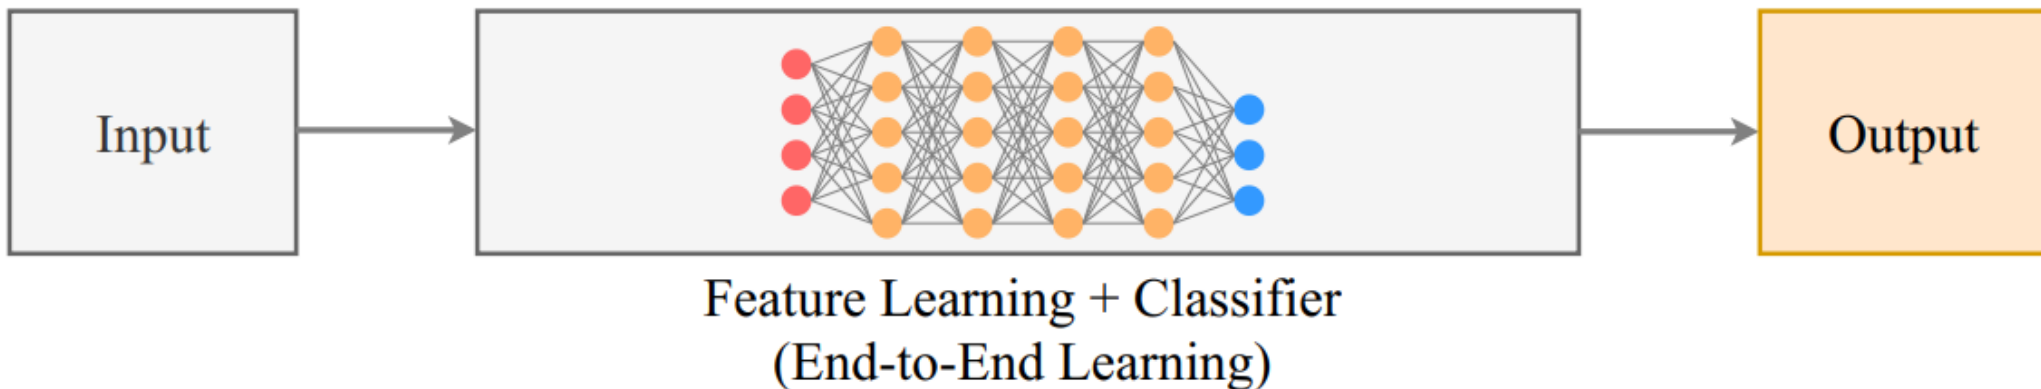 Input
Output
Feature Learning + Classifier
(End-to-End Learning)